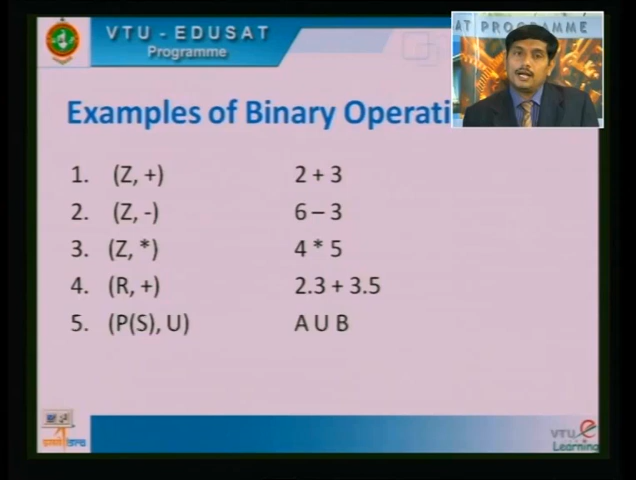 VTU - EDUSAT
Programme
AT PROGRAMME
Examples of Binary Operati
1. (Z, +) 2 + 3
2. (Z, -) 6 – 3
3. (Z, *) 4 * 5
4. (R, +) 2.3 + 3.5
5. (P(S), U) A U B
VTU e
Learning